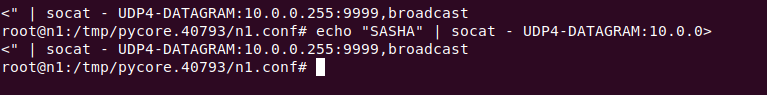 <" | socat - UDP4-DATAGRAM:10.0.0.255:9999,broadcast
root@n1:/tmp/pycore.40793/n1.conf# echo "SASHA" | socat - UDP4-DATAGRAM:10.0.0>
<" | socat - UDP4-DATAGRAM:10.0.0.255:9999,broadcast
root@n1:/tmp/pycore.40793/n1.conf#